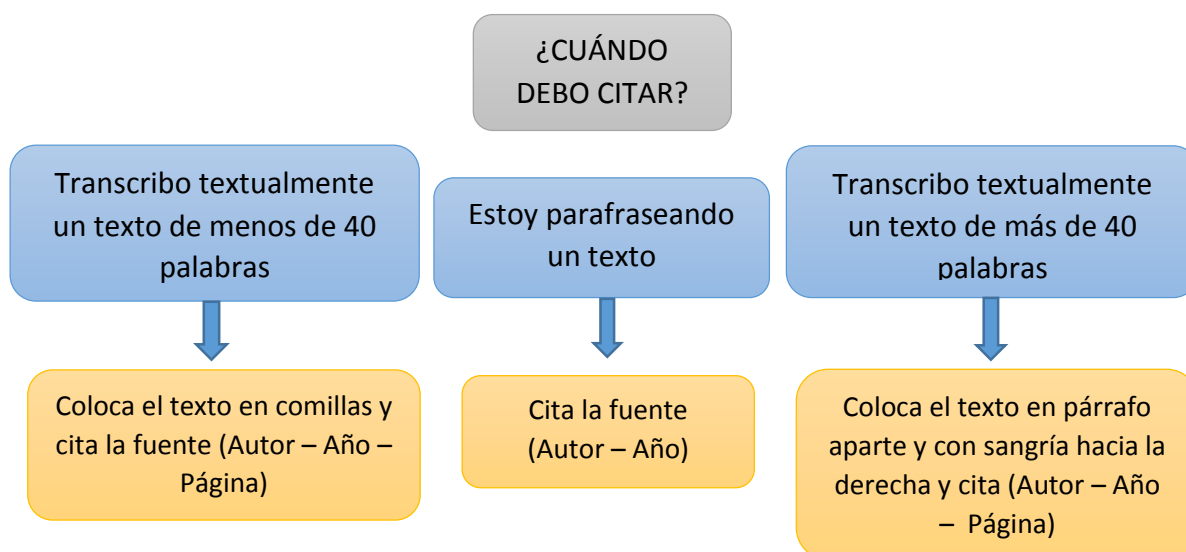 ¿CUÁNDO
DEBO CITAR?
Transcribo textualmente
un texto de menos de 40
palabras
Estoy parafraseando
un texto
Transcribo textualmente
un texto de más de 40
palabras
Coloca el texto en comillas y
cita la fuente (Autor – Año –
Página)
Cita la fuente
(Autor – Año)
Coloca el texto en párrafo
aparte y con sangría hacia la
derecha y cita (Autor – Año
– Página)